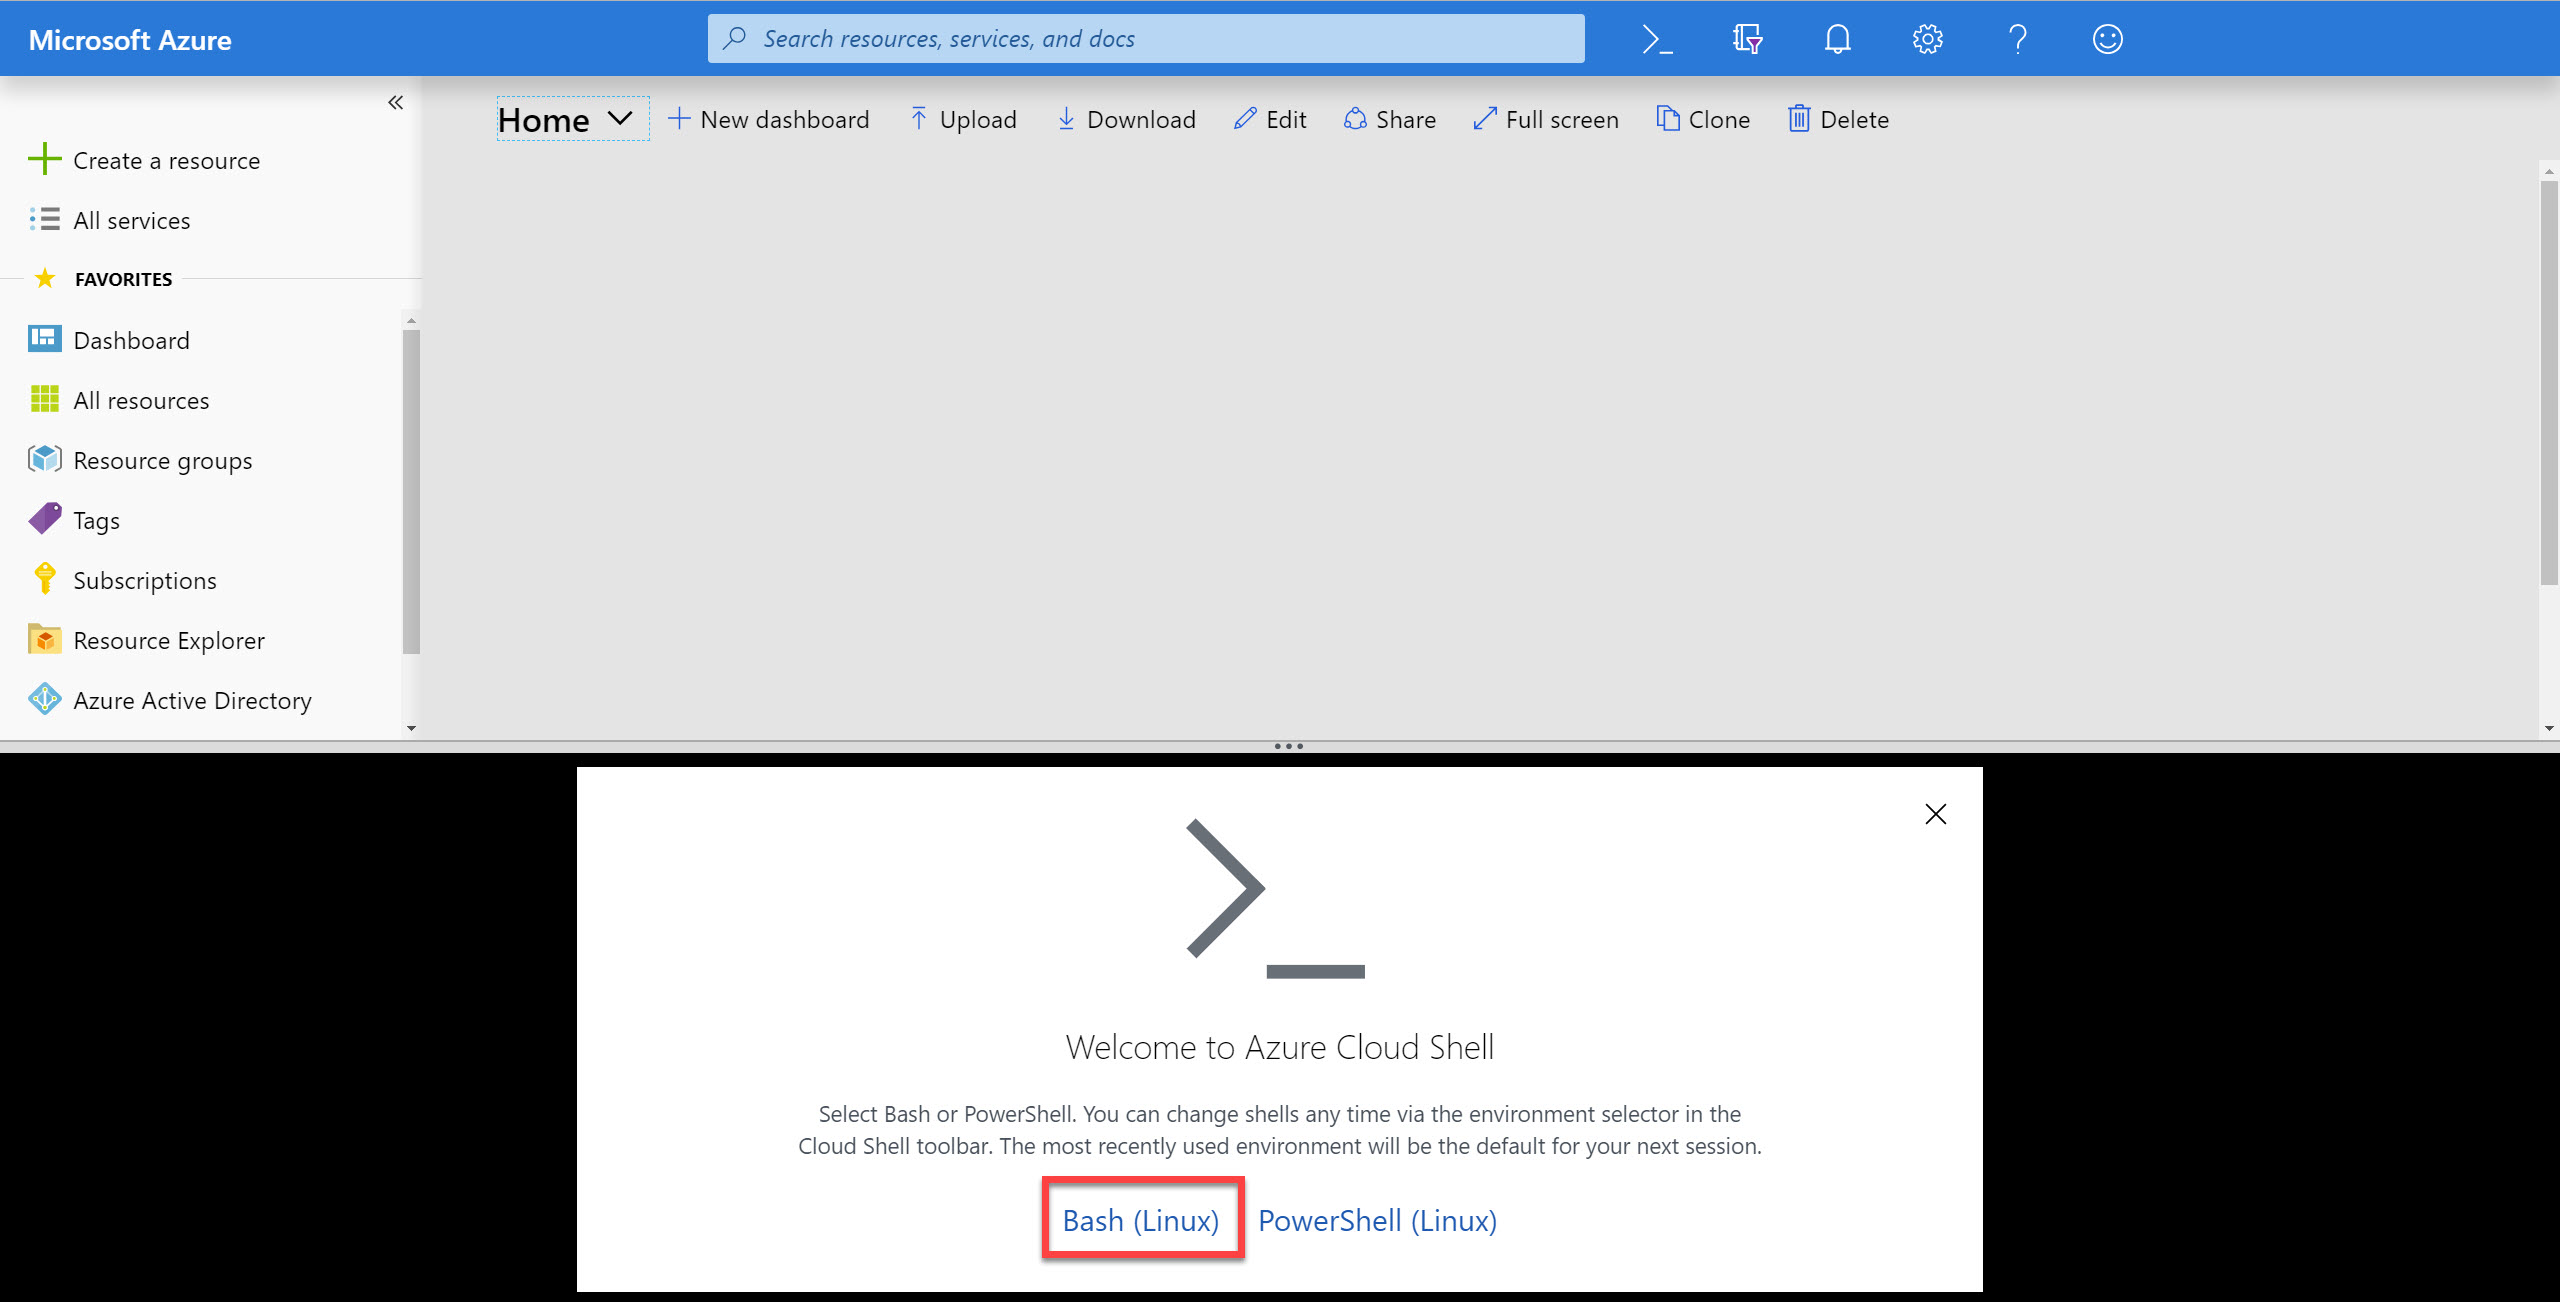 Microsoft Azure
Search resources, services, and docs
Home
New dashboard
Upload
Download
Edit
Share
Full screen
Clone
Delete
Create a resource
All services
FAVORITES
Dashboard
All resources
Resource groups
Tags
Subscriptions
Resource Explorer
Azure Active Directory
Welcome to Azure Cloud Shell
Select Bash or PowerShell. You can change shells any time via the environment selector in the
Cloud Shell toolbar. The most recently used environment will be the default for your next session.
Bash (Linux)
PowerShell (Linux)